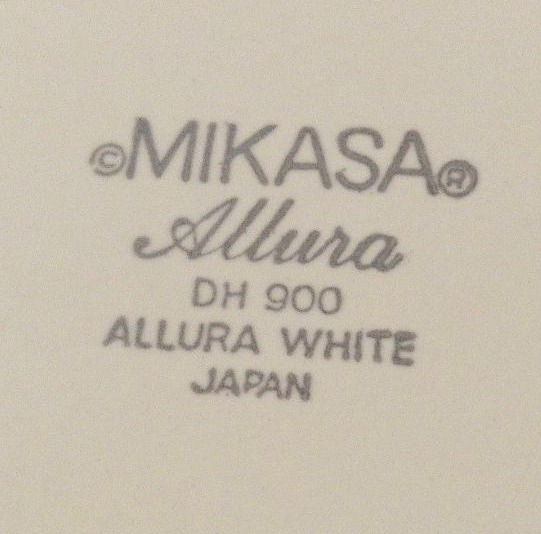 ©MIKASA®
Allura
DH 900
ALLURA WHITE
JAPAN